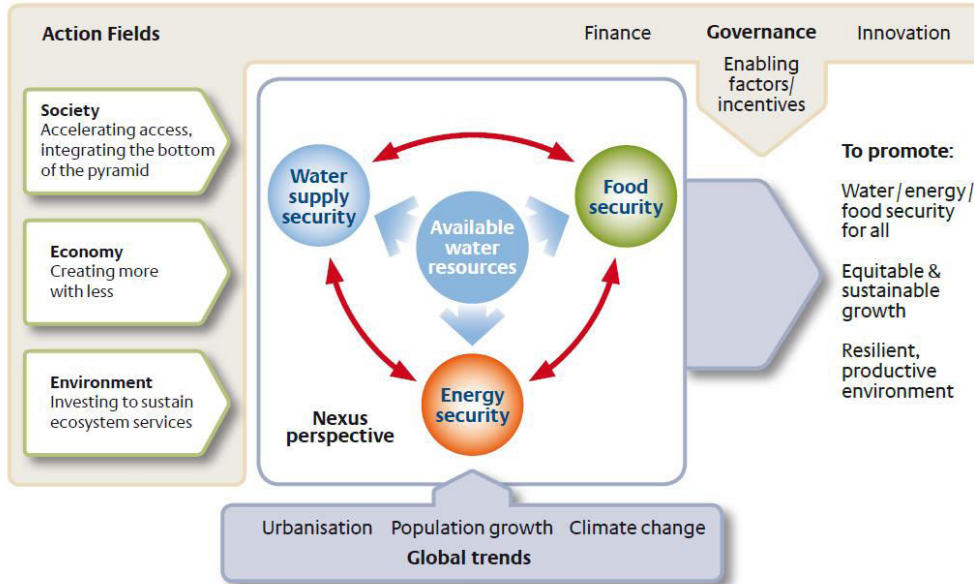 Action Fields
Finance
Governance
Innovation
Enabling
factors/
incentives
Society
Accelerating access,
integrating the bottom
of the pyramid
Economy
Creating more
with less
Environment
Investing to sustain
ecosystem services
Water
supply
security
Food
security
Available
water
resources
Energy
security
Nexus
perspective
To promote:
Water / energy /
food security
for all
Equitable &
sustainable
growth
Resilient,
productive
environment
Urbanisation
Population growth
Climate change
Global trends